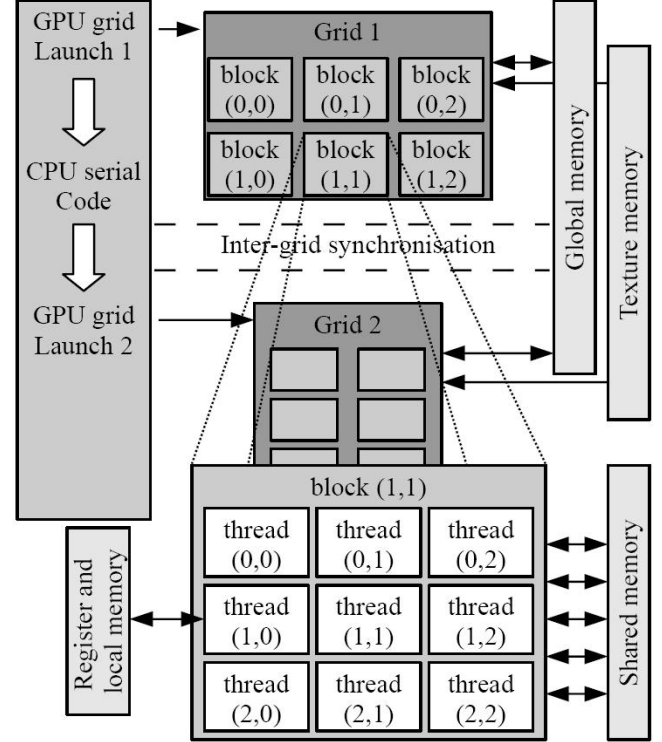 GPU grid
Launch 1
CPU serial
Code
GPU grid
Launch 2
Grid 1
block
(0,0)
block
(0,1)
block
(0,2)
block
(1,0)
block
(1,1)
block
(1,2)
Inter-grid synchronisation
Grid 2
Global memory
Texture memory
block (1,1)
thread
(0,0)
thread
(0,1)
thread
(0,2)
thread
(1,0)
thread
(1,1)
thread
(1,2)
thread
(2,0)
thread
(2,1)
thread
(2,2)
Register and
local memory
Shared memory